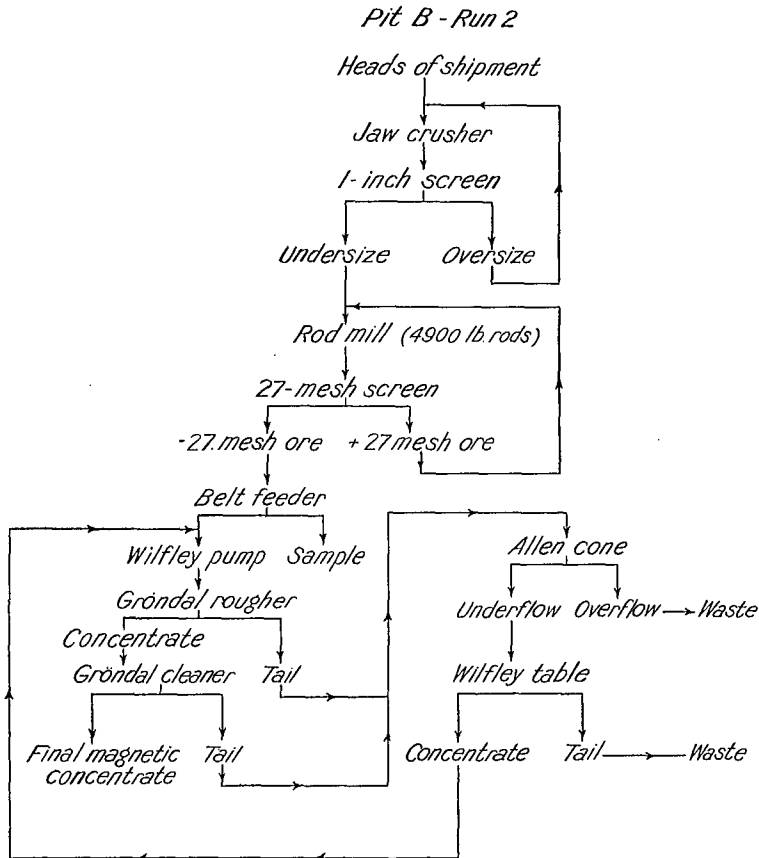 Pit B - Run 2
Heads of shipment
Jaw crusher
1-inch screen
Undersize
Oversize
Rod mill (4900 lb. rods)
27-mesh screen
-27. mesh ore
+27 mesh ore
Belt feeder
Wilfley pump
Sample
Allen cone
Gröndal rougher
Underflow
Overflow
Waste
Concentrate
Gröndal cleaner
Tail
Wilfley table
Final magnetic
concentrate
Tail
Concentrate
Tail
Waste